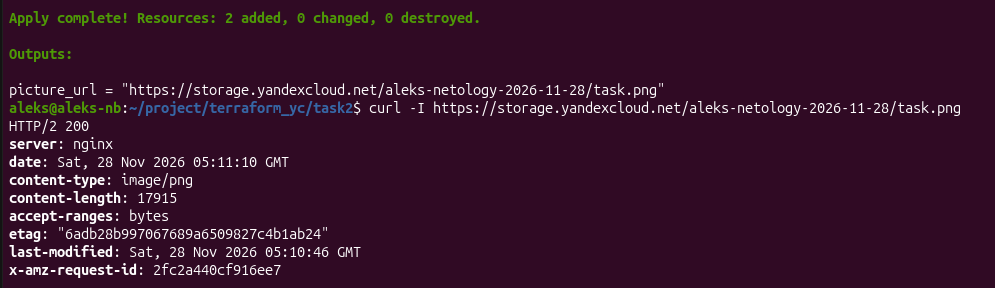 Apply complete! Resources: 2 added, 0 changed, 0 destroyed.
Outputs:
picture_url = "https://storage.yandexcloud.net/aleks-netology-2026-11-28/task.png"
aleks@aleks-nb:~/project/terraform_yc/task2$ curl -I https://storage.yandexcloud.net/aleks-netology-2026-11-28/task.png
HTTP/2 200
server: nginx
date: Sat, 28 Nov 2026 05:11:10 GMT
content-type: image/png
content-length: 17915
accept-ranges: bytes
etag: "6adb28b997067689a6509827c4b1ab24"
last-modified: Sat, 28 Nov 2026 05:10:46 GMT
x-amz-request-id: 2fc2a440cf916ee7